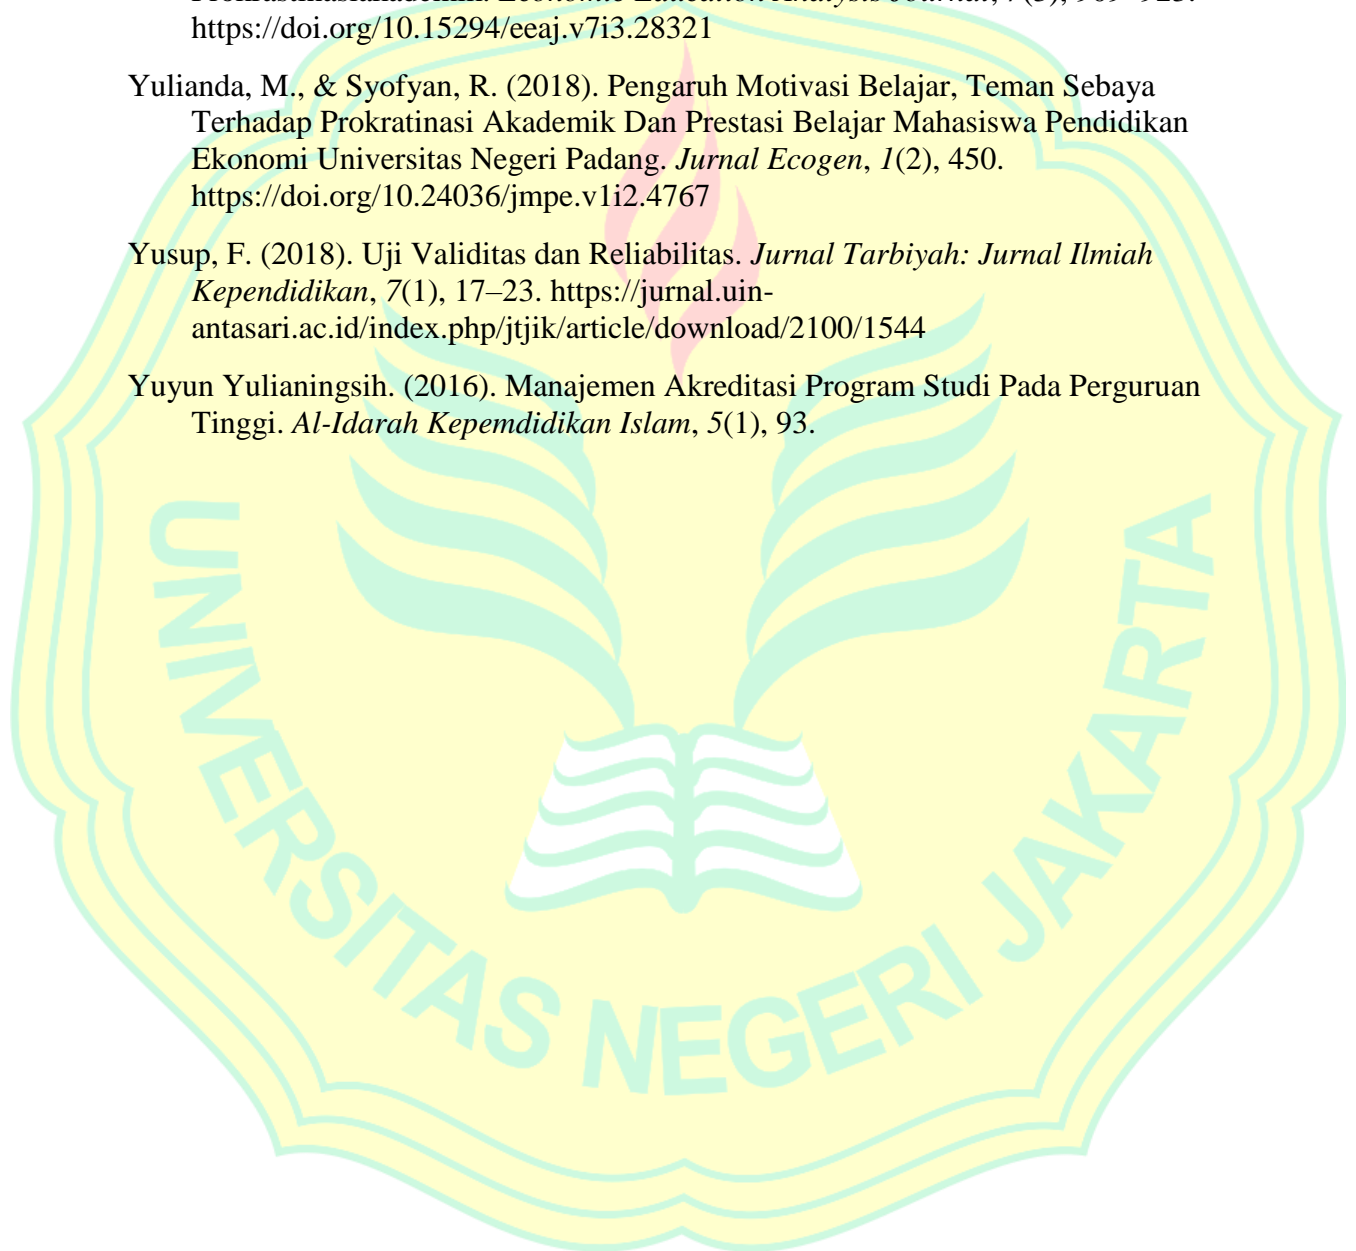 https://doi.org/10.15294/eeaj.v7i3.28321
Yulianda, M., & Syofyan, R. (2018). Pengaruh Motivasi Belajar, Teman Sebaya
Terhadap Prokratinasi Akademik Dan Prestasi Belajar Mahasiswa Pendidikan
Ekonomi Universitas Negeri Padang. Jurnal Ecogen, 1(2), 450.
https://doi.org/10.24036/jmpe.v1i2.4767
Yusup, F. (2018). Uji Validitas dan Reliabilitas. Jurnal Tarbiyah: Jurnal Ilmiah
Kependidikan, 7(1), 17–23. https://jurnal.uin-
antasari.ac.id/index.php/jtjik/article/download/2100/1544
Yuyun Yulianingsih. (2016). Manajemen Akreditasi Program Studi Pada Perguruan
Tinggi. Al-Idarah Kepemdidikan Islam, 5(1), 93.
UNIVERSITAS NEGERI JAKARTA